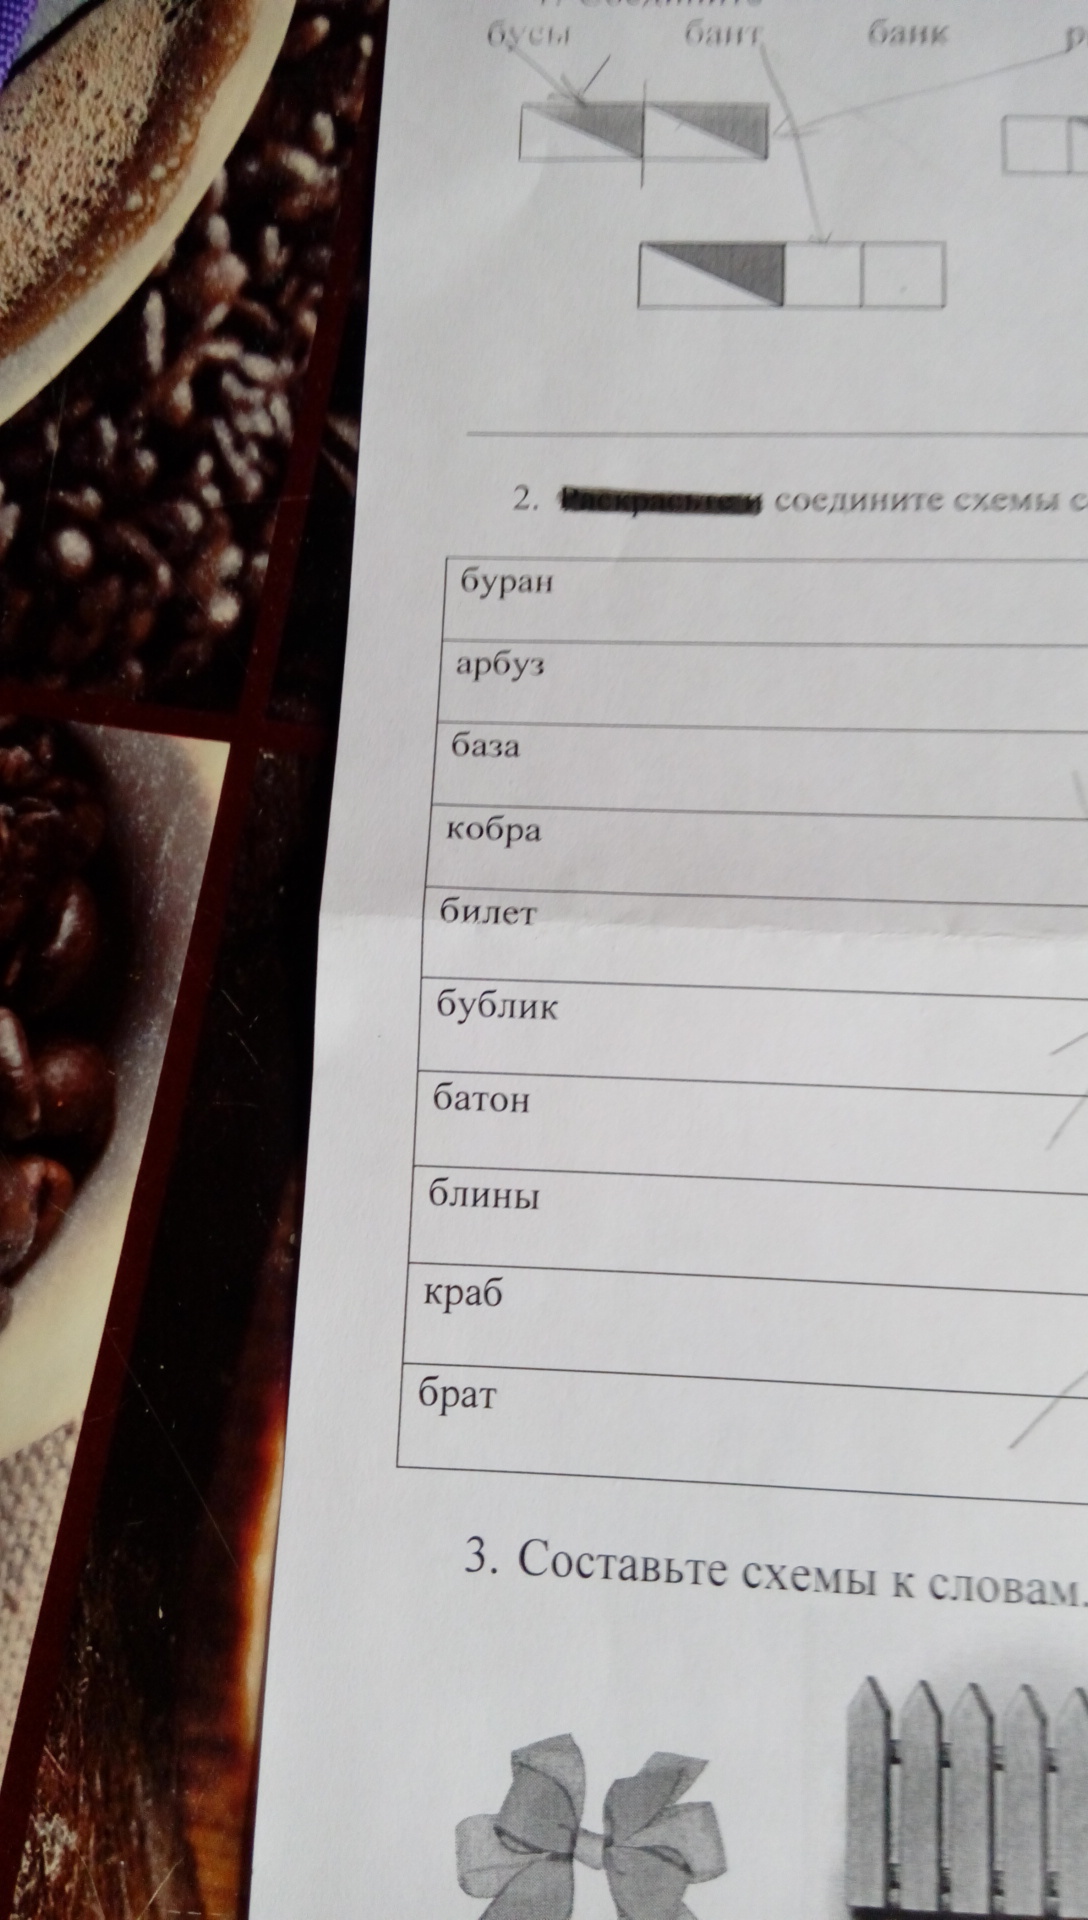 бусы бант банк
2. Раскрасьте и соедините схемы
буран
арбуз
база
кобра
билет
бублик
батон
блины
краб
брат
3. Составьте схемы к словам.